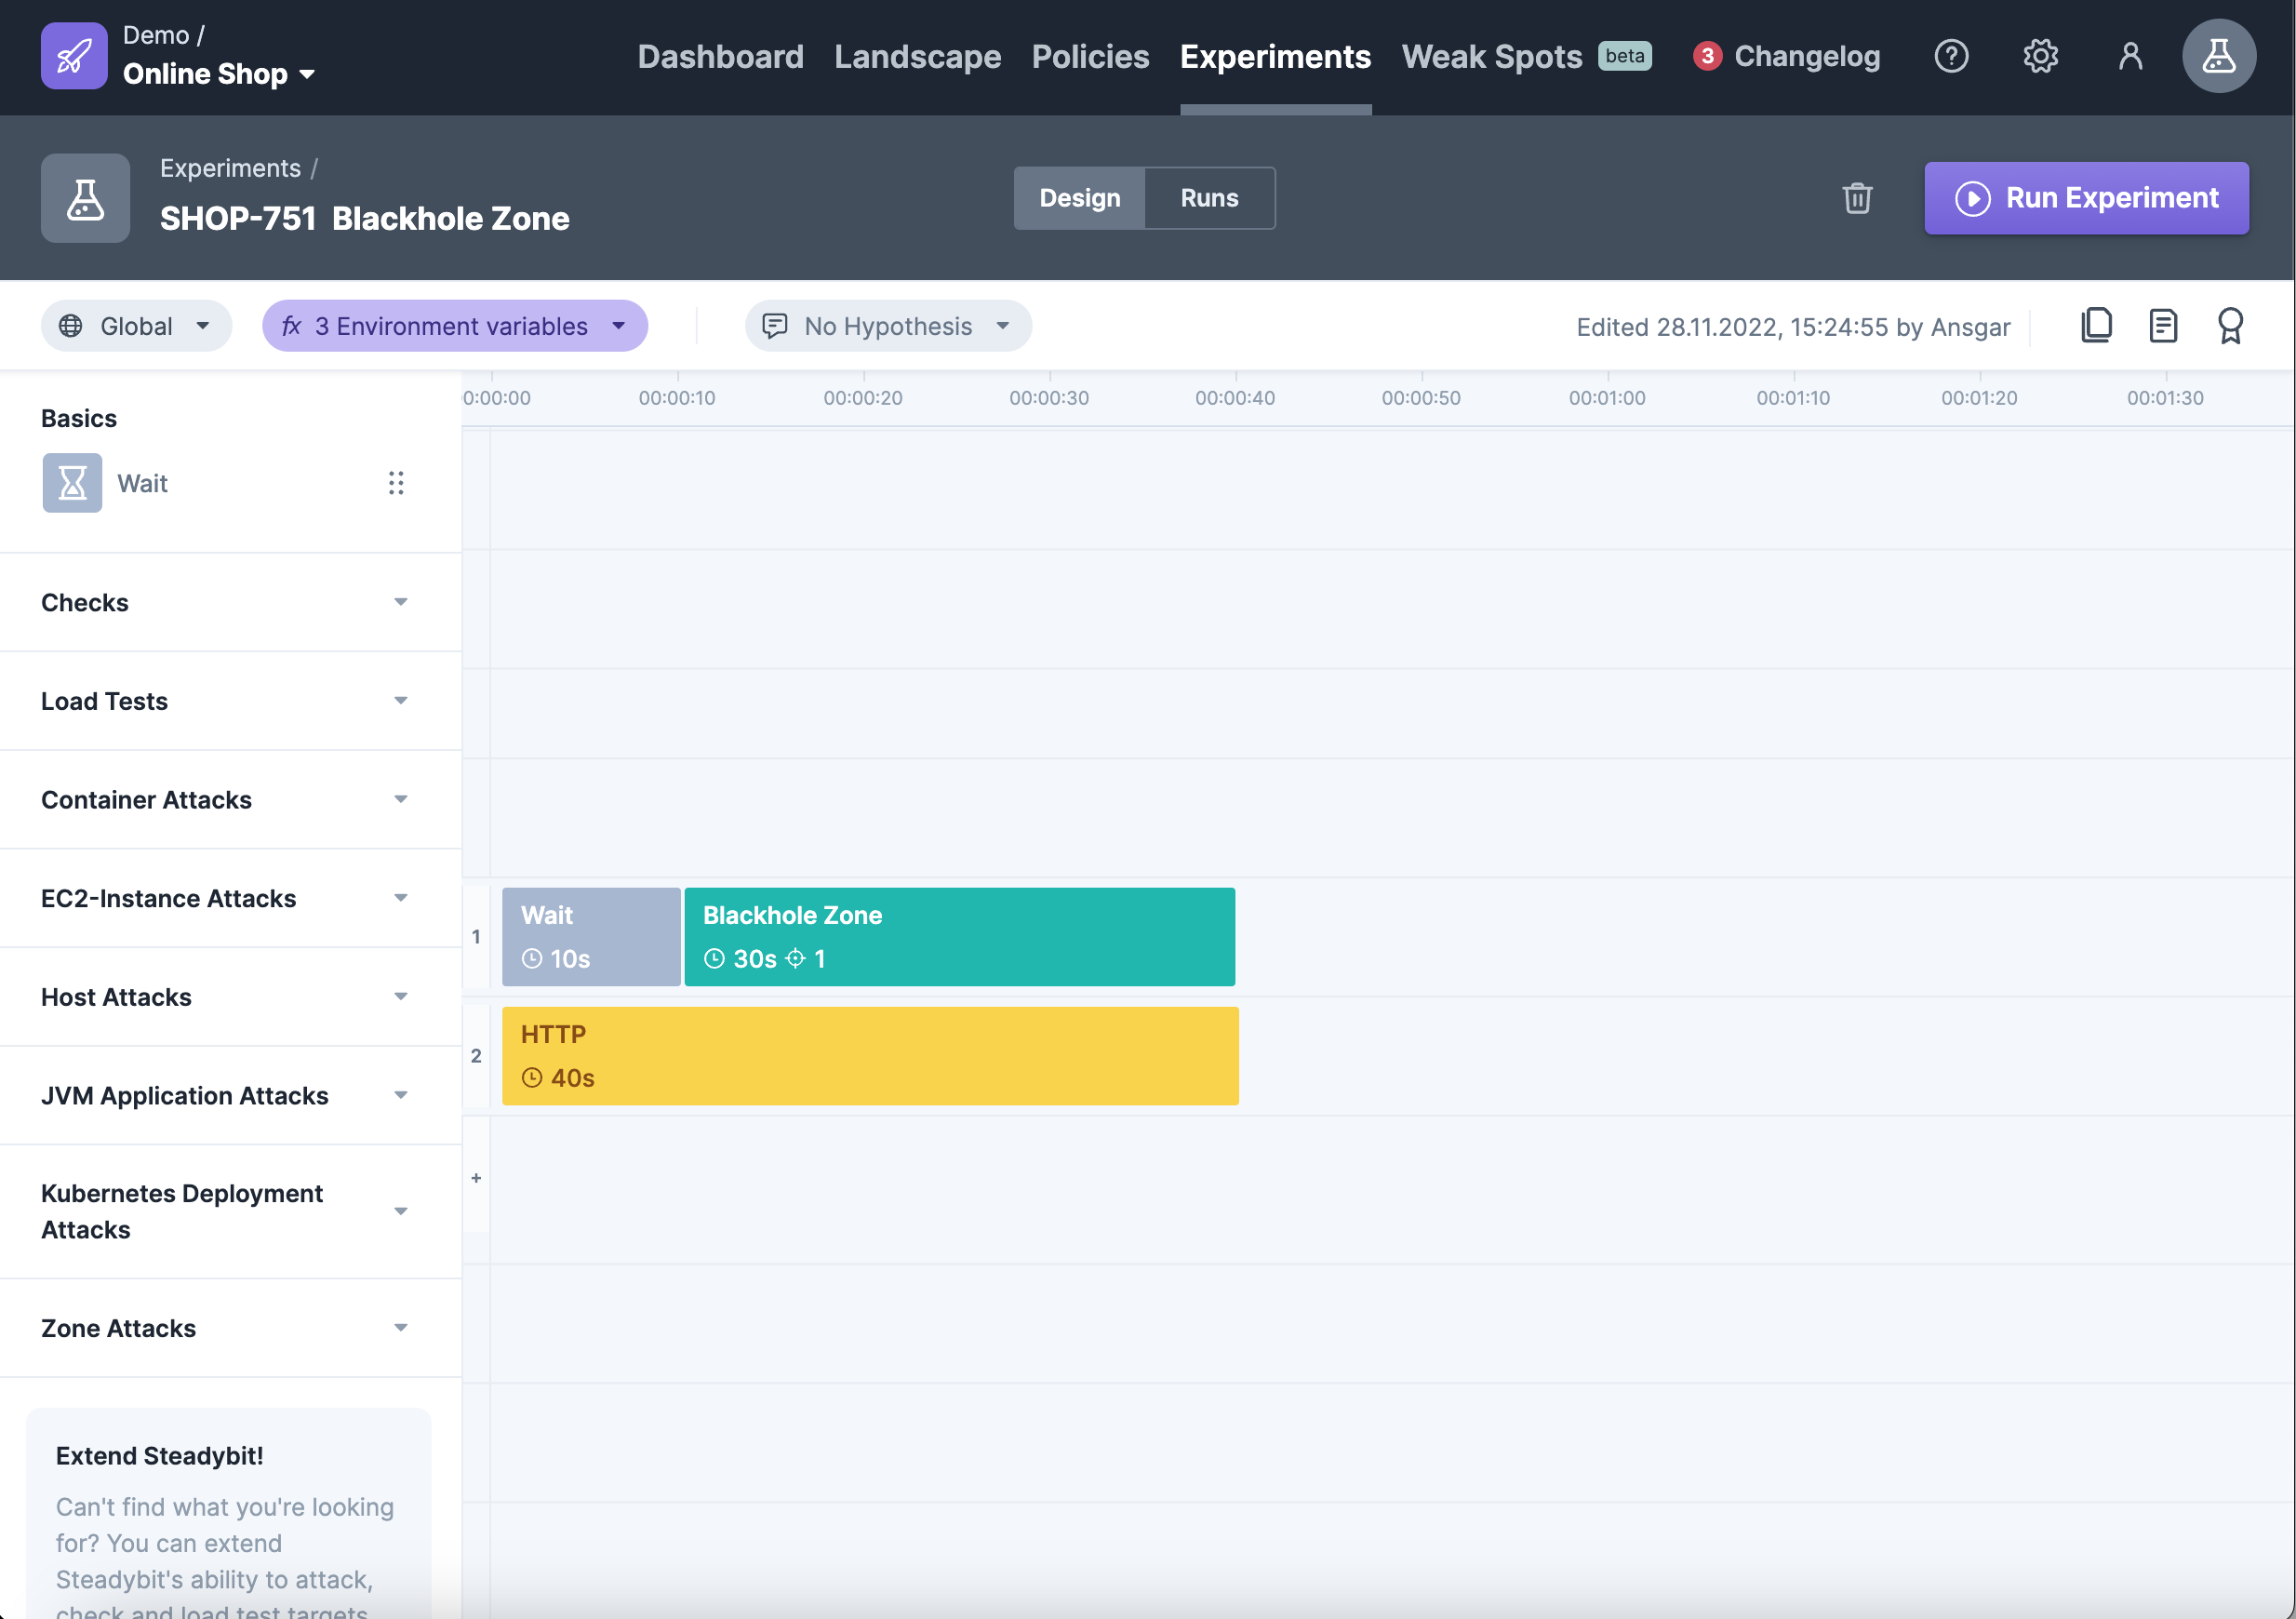 Demo /
Online Shop
Dashboard Landscape Policies Experiments Weak Spots beta 3 Changelog
Experiments /
SHOP-751 Blackhole Zone
Design Runs
Run Experiment
Global
fx 3 Environment variables
No Hypothesis
Edited 28.11.2022, 15:24:55 by Ansgar
0:00:00 00:00:10 00:00:20 00:00:30 00:00:40 00:00:50 00:01:00 00:01:10 00:01:20 00:01:30
Basics
Wait
Checks
Load Tests
Container Attacks
EC2-Instance Attacks
Host Attacks
JVM Application Attacks
Kubernetes Deployment
Attacks
Zone Attacks
Extend Steadybit!
Can't find what you're looking
for? You can extend
Steadybit's ability to attack,
check and load test targets
1
Wait
10s
Blackhole Zone
30s 1
2
HTTP
40s
+